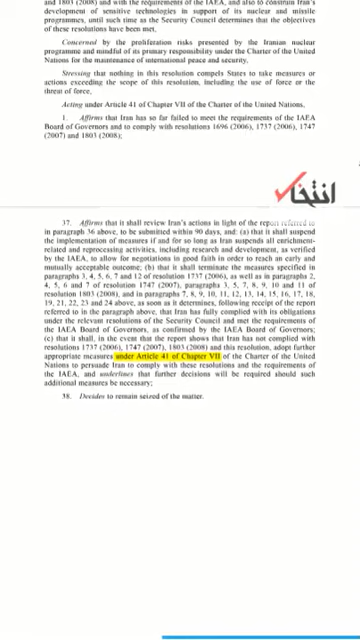 and 1803 (2008) and with the requirements of the IAEA, and also to constrain Iran's
development of sensitive technologies in support of its nuclear and missile
programmes, until such time as the Security Council determines that the objectives
of these resolutions have been met,
Concerned by the proliferation risks presented by the Iranian nuclear
programme and mindful of its primary responsibility under the Charter of the United
Nations for the maintenance of international peace and security,
Stressing that nothing in this resolution compels States to take measures or
actions exceeding the scope of this resolution, including the use of force or the
threat of force,
Acting under Article 41 of Chapter VII of the Charter of the United Nations,
1. Affirms that Iran has so far failed to meet the requirements of the IAEA
Board of Governors and to comply with resolutions 1696 (2006), 1737 (2006), 1747
(2007) and 1803 (2008);
انتخاب
37. Affirms that it shall review Iran's actions in light of the report referred to
in paragraph 36 above, to be submitted within 90 days, and: (a) that it shall suspend
the implementation of measures if and for so long as Iran suspends all enrichment-
related and reprocessing activities, including research and development, as verified
by the IAEA, to allow for negotiations in good faith in order to reach an early and
mutually acceptable outcome; (b) that it shall terminate the measures specified in
paragraphs 3, 4, 5, 6, 7 and 12 of resolution 1737 (2006), as well as in paragraphs 2,
4, 5, 6 and 7 of resolution 1747 (2007), paragraphs 3, 5, 7, 8, 9, 10 and 11 of
resolution 1803 (2008), and in paragraphs 7, 8, 9, 10, 11, 12, 13, 14, 15, 16, 17, 18,
19, 21, 22, 23 and 24 above, as soon as it determines, following receipt of the report
referred to in the paragraph above, that Iran has fully complied with its obligations
under the relevant resolutions of the Security Council and met the requirements of
the IAEA Board of Governors, as confirmed by the IAEA Board of Governors;
(c) that it shall, in the event that the report shows that Iran has not complied with
resolutions 1737 (2006), 1747 (2007), 1803 (2008) and this resolution, adopt further
appropriate measures under Article 41 of Chapter VII of the Charter of the United
Nations to persuade Iran to comply with these resolutions and the requirements of
the IAEA, and underlines that further decisions will be required should such
additional measures be necessary;
38. Decides to remain seized of the matter.